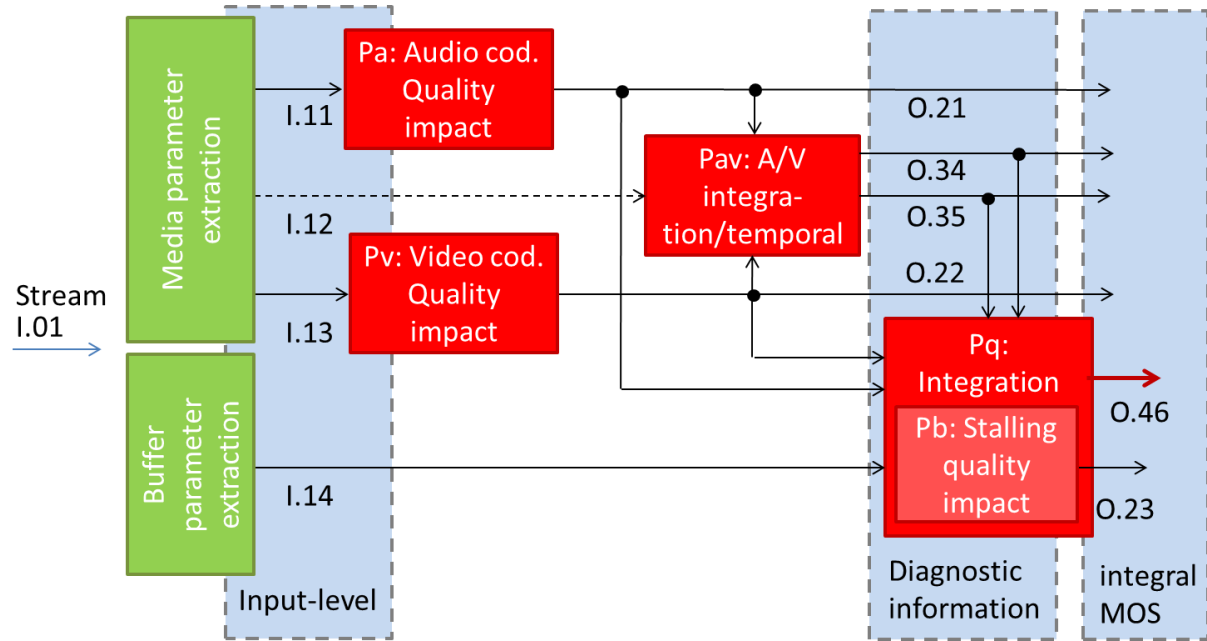 Stream
I.01
Media parameter
extraction
Buffer
parameter
extraction
Input-level
I.11
I.12
I.13
I.14
Pa: Audio cod.
Quality
impact
Pv: Video cod.
Quality
impact
Pav: A/V
integra-
tion/temporal
O.21
O.34
O.35
O.22
Pq:
Integration
Pb: Stalling
quality
impact
O.46
O.23
Diagnostic
information
integral
MOS